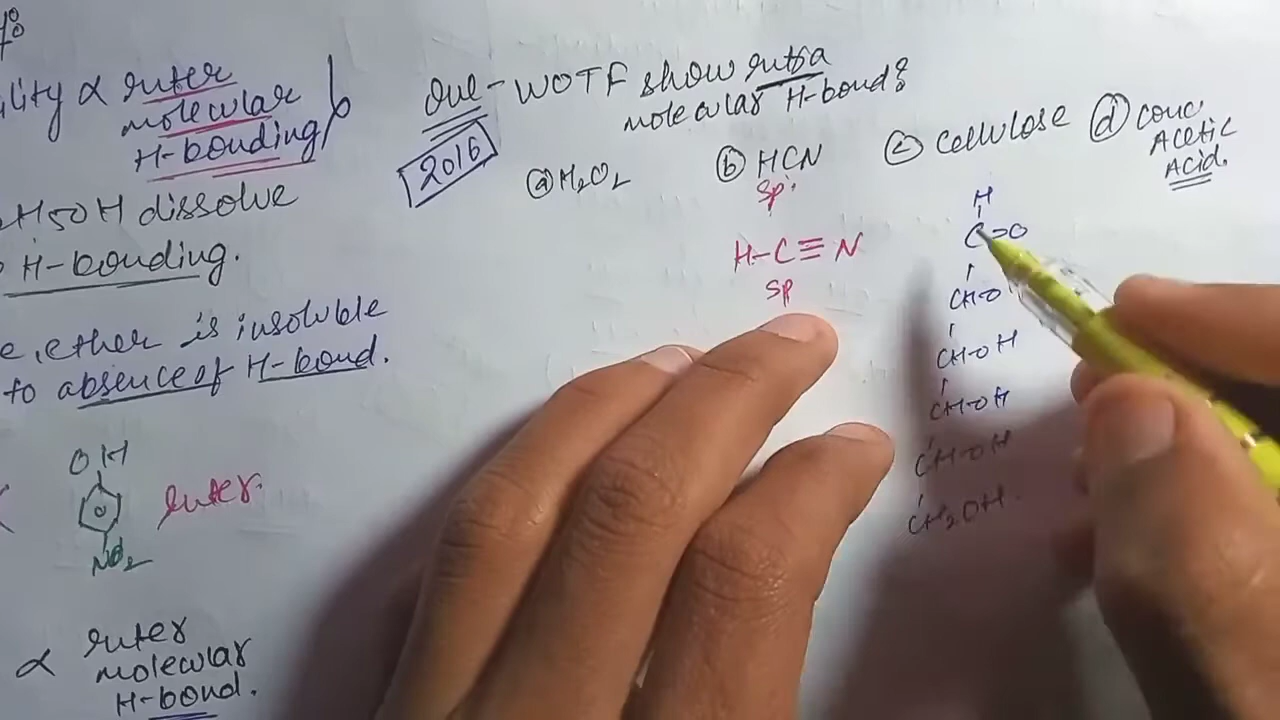 %
ility ∝ inter
molecular
H-bonding
H5OH dissolve
H-bonding.
e, ether is insoluble
to absence of H-bond.
OH
NO2
inter.
∝ inter
molecular
H-bond.
Que- WOTF show intra
molecular H-bond?
2016
(a) H2O2
(b) HCN
(c) Cellulose
(d) conc
Acetic
Acid.
sp.
H-C≡N
sp
H
C=O
CH-O
CH-OH
CH-OH
CH-OH
CH2OH.